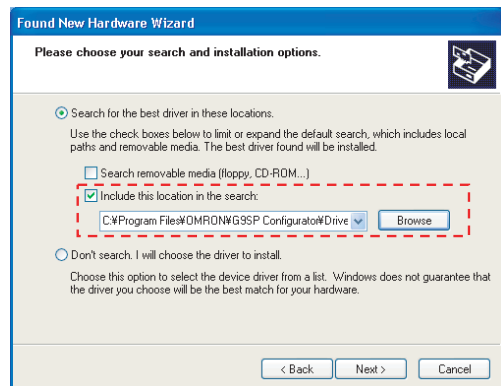 Found New Hardware Wizard
Please choose your search and installation options.
Search for the best driver in these locations.
Use the check boxes below to limit or expand the default search, which includes local
paths and removable media. The best driver found will be installed.
Search removable media (floppy, CD-ROM...)
Include this location in the search:
C:¥Program Files¥OMRON¥G9SP Configurator¥Drive
Browse
Don't search. I will choose the driver to install.
Choose this option to select the device driver from a list. Windows does not guarantee that
the driver you choose will be the best match for your hardware.
< Back Next > Cancel